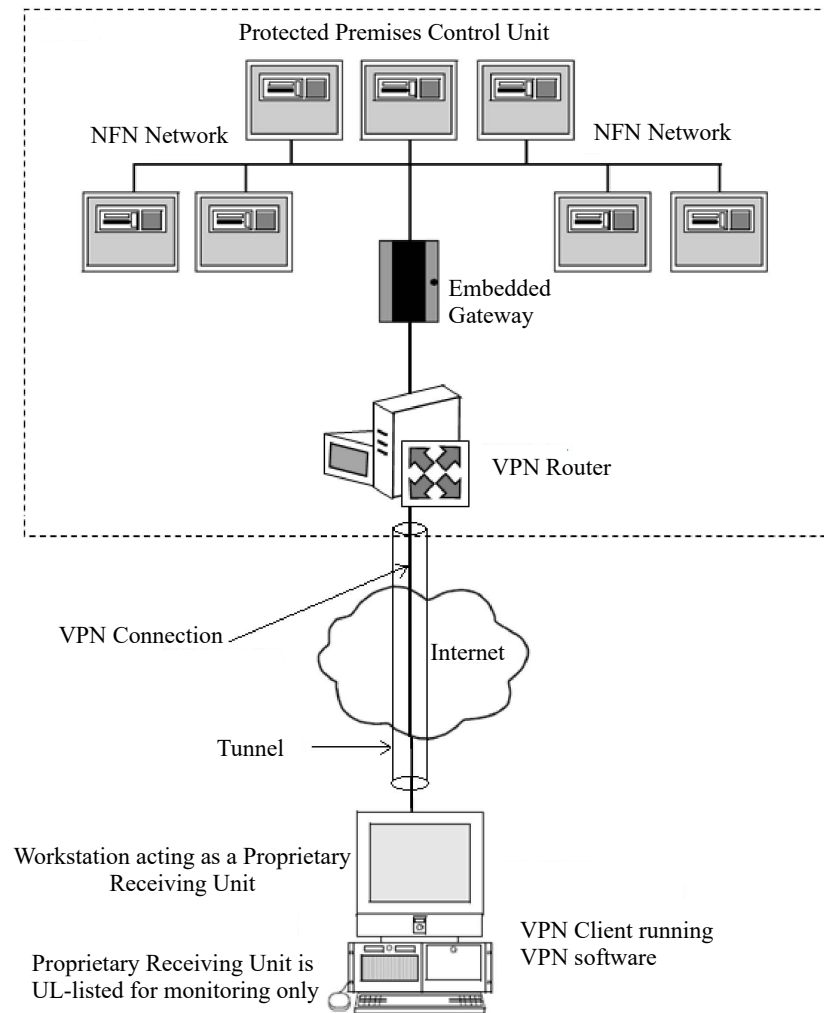 Protected Premises Control Unit
NFN Network
NFN Network
Embedded
Gateway
VPN Router
VPN Connection
Internet
Tunnel
Workstation acting as a Proprietary
Receiving Unit
VPN Client running
VPN software
Proprietary Receiving Unit is
UL-listed for monitoring only